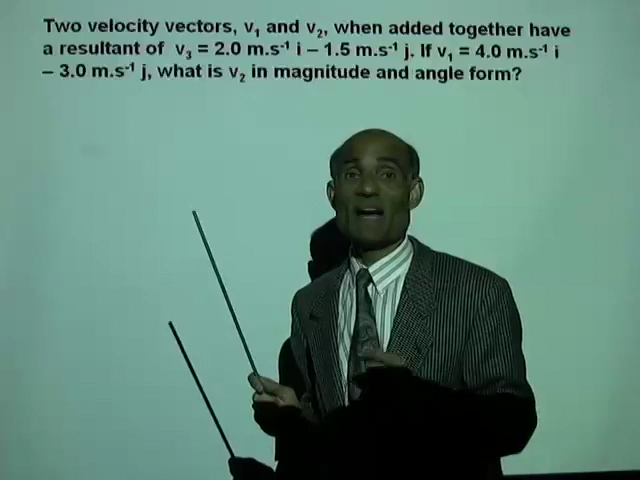 Two velocity vectors, v₁ and v₂, when added together have
a resultant of v₃ = 2.0 m.s⁻¹ i – 1.5 m.s⁻¹ j. If v₁ = 4.0 m.s⁻¹ i
– 3.0 m.s⁻¹ j, what is v₂ in magnitude and angle form?